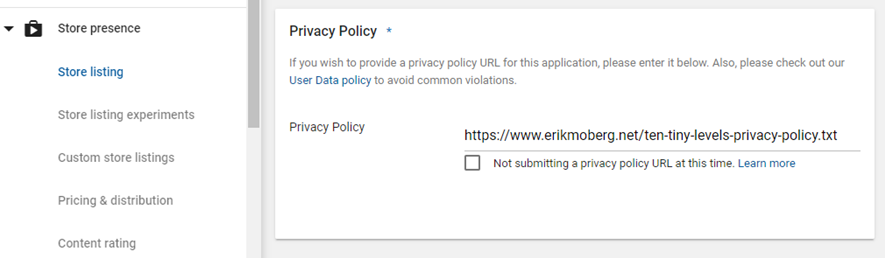 Store presence
Store listing
Store listing experiments
Custom store listings
Pricing & distribution
Content rating
Privacy Policy *
If you wish to provide a privacy policy URL for this application, please enter it below. Also, please check out our
User Data policy to avoid common violations.
Privacy Policy
https://www.erikmoberg.net/ten-tiny-levels-privacy-policy.txt
Not submitting a privacy policy URL at this time. Learn more